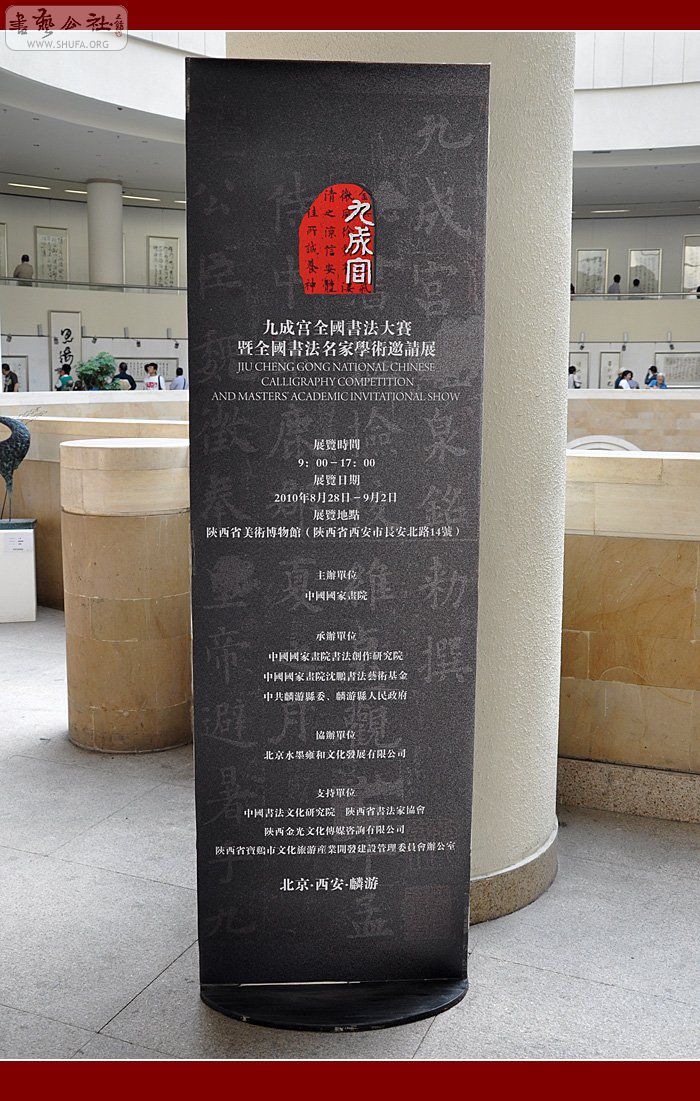 書艺公社
WWW.SHUFA.ORG
九成宮
九成宫全國書法大賽
暨全國書法名家學術邀請展
JIU CHENG GONG NATIONAL CHINESE
CALLIGRAPHY COMPETITION
AND MASTERS' ACADEMIC INVITATIONAL SHOW
展覽時間
9：00－17：00
展覽日期
2010年8月28日－9月2日
展覽地點
陝西省美術博物館（陝西省西安市長安北路14號）
主辦單位
中國國家畫院
承辦單位
中國國家畫院書法創作研究院
中國國家畫院沈鵬書法藝術基金
中共麟游縣委、麟游縣人民政府
協辦單位
北京水墨雍和文化發展有限公司
支持單位
中國書法文化研究院　陝西省書法家協會
陝西金光文化傳媒咨詢有限公司
陝西省寶鷄市文化旅游産業開發建設管理委員會辦公室
北京·西安·麟游